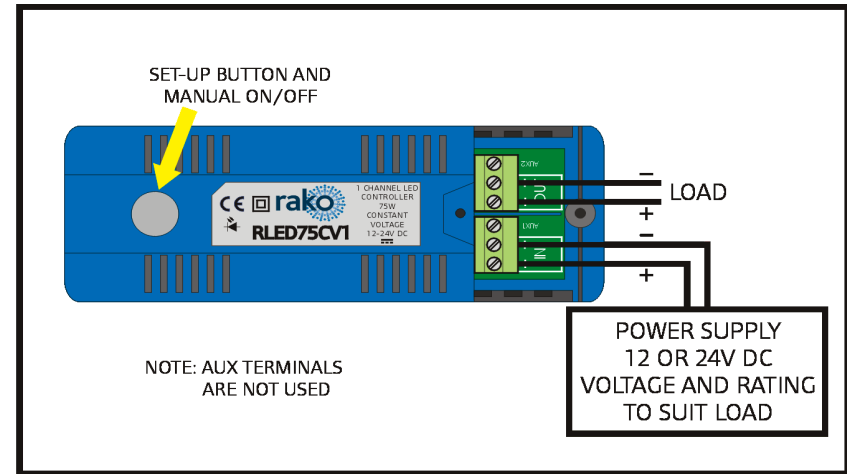 SET-UP BUTTON AND
MANUAL ON/OFF
CE rako
RLED75CV1
1 CHANNEL LED
CONTROLLER
75W
CONSTANT
VOLTAGE
12-24V DC
AUX2
OUT
AUX1
IN
−
LOAD
+
−
+
POWER SUPPLY
12 OR 24V DC
VOLTAGE AND RATING
TO SUIT LOAD
NOTE: AUX TERMINALS
ARE NOT USED